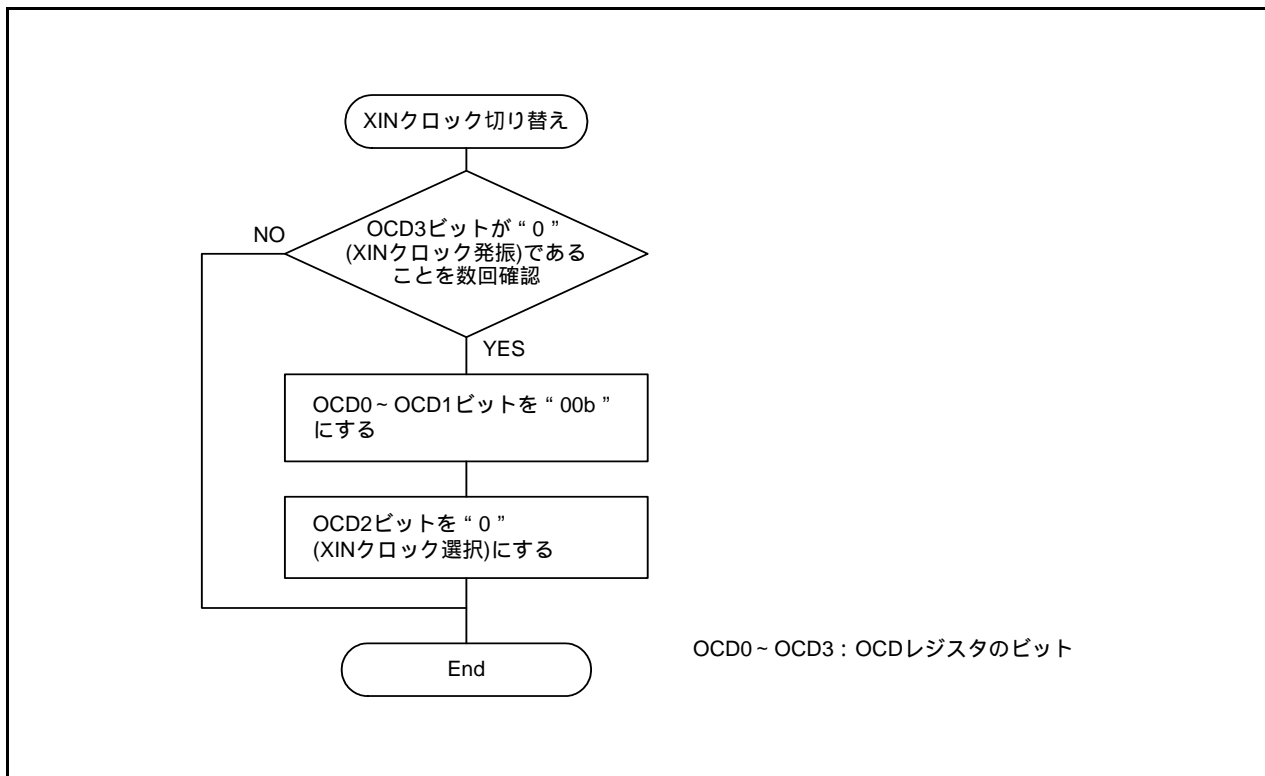 XINクロック切り替え
OCD3ビットが“ 0 ”
(XINクロック発振)である
ことを数回確認
NO
YES
OCD0~OCD1ビットを“ 00b ”
にする
OCD2ビットを“ 0 ”
(XINクロック選択)にする
End
OCD0~OCD3:OCDレジスタのビット